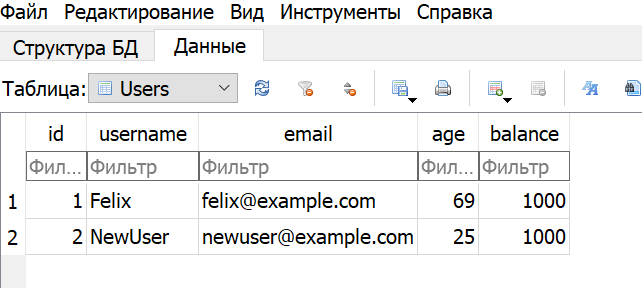 Файл Редактирование Вид Инструменты Справка
Структура БД Данные
Таблица: Users
id username email age balance
Фил... Фильтр Фильтр Фил... Фильтр
1 1 Felix felix@example.com 69 1000
2 2 NewUser newuser@example.com 25 1000